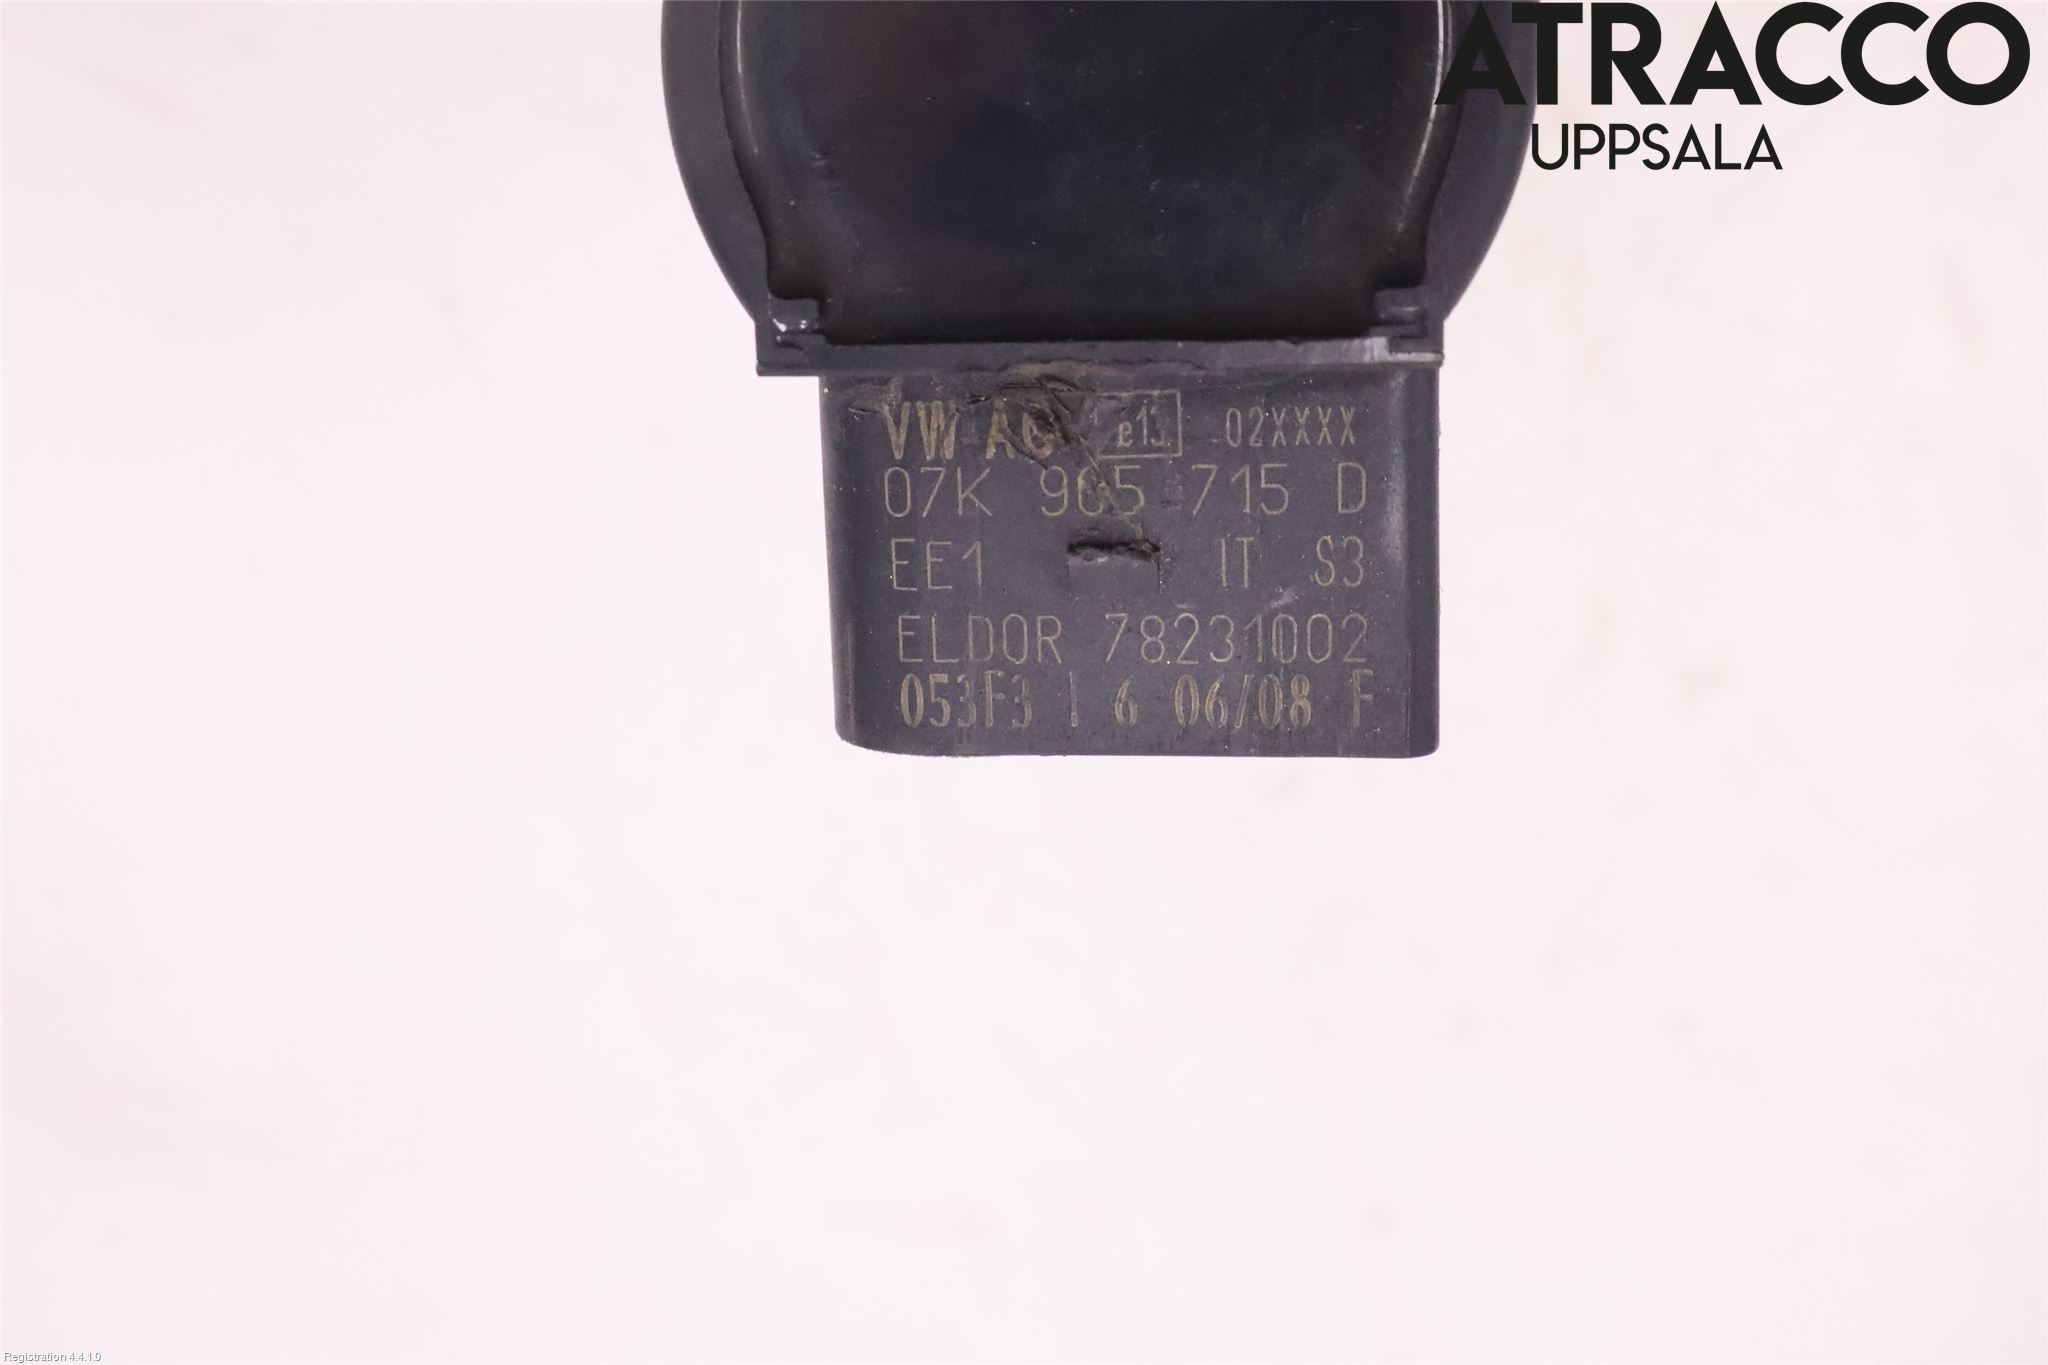 ATRACCO
UPPSALA
VW AG e13 02XXXX
07K 905 715 D
EE1 IT S3
ELDOR 78231002
053F3 | 6 06/08 F
Registration 4.4.1.0